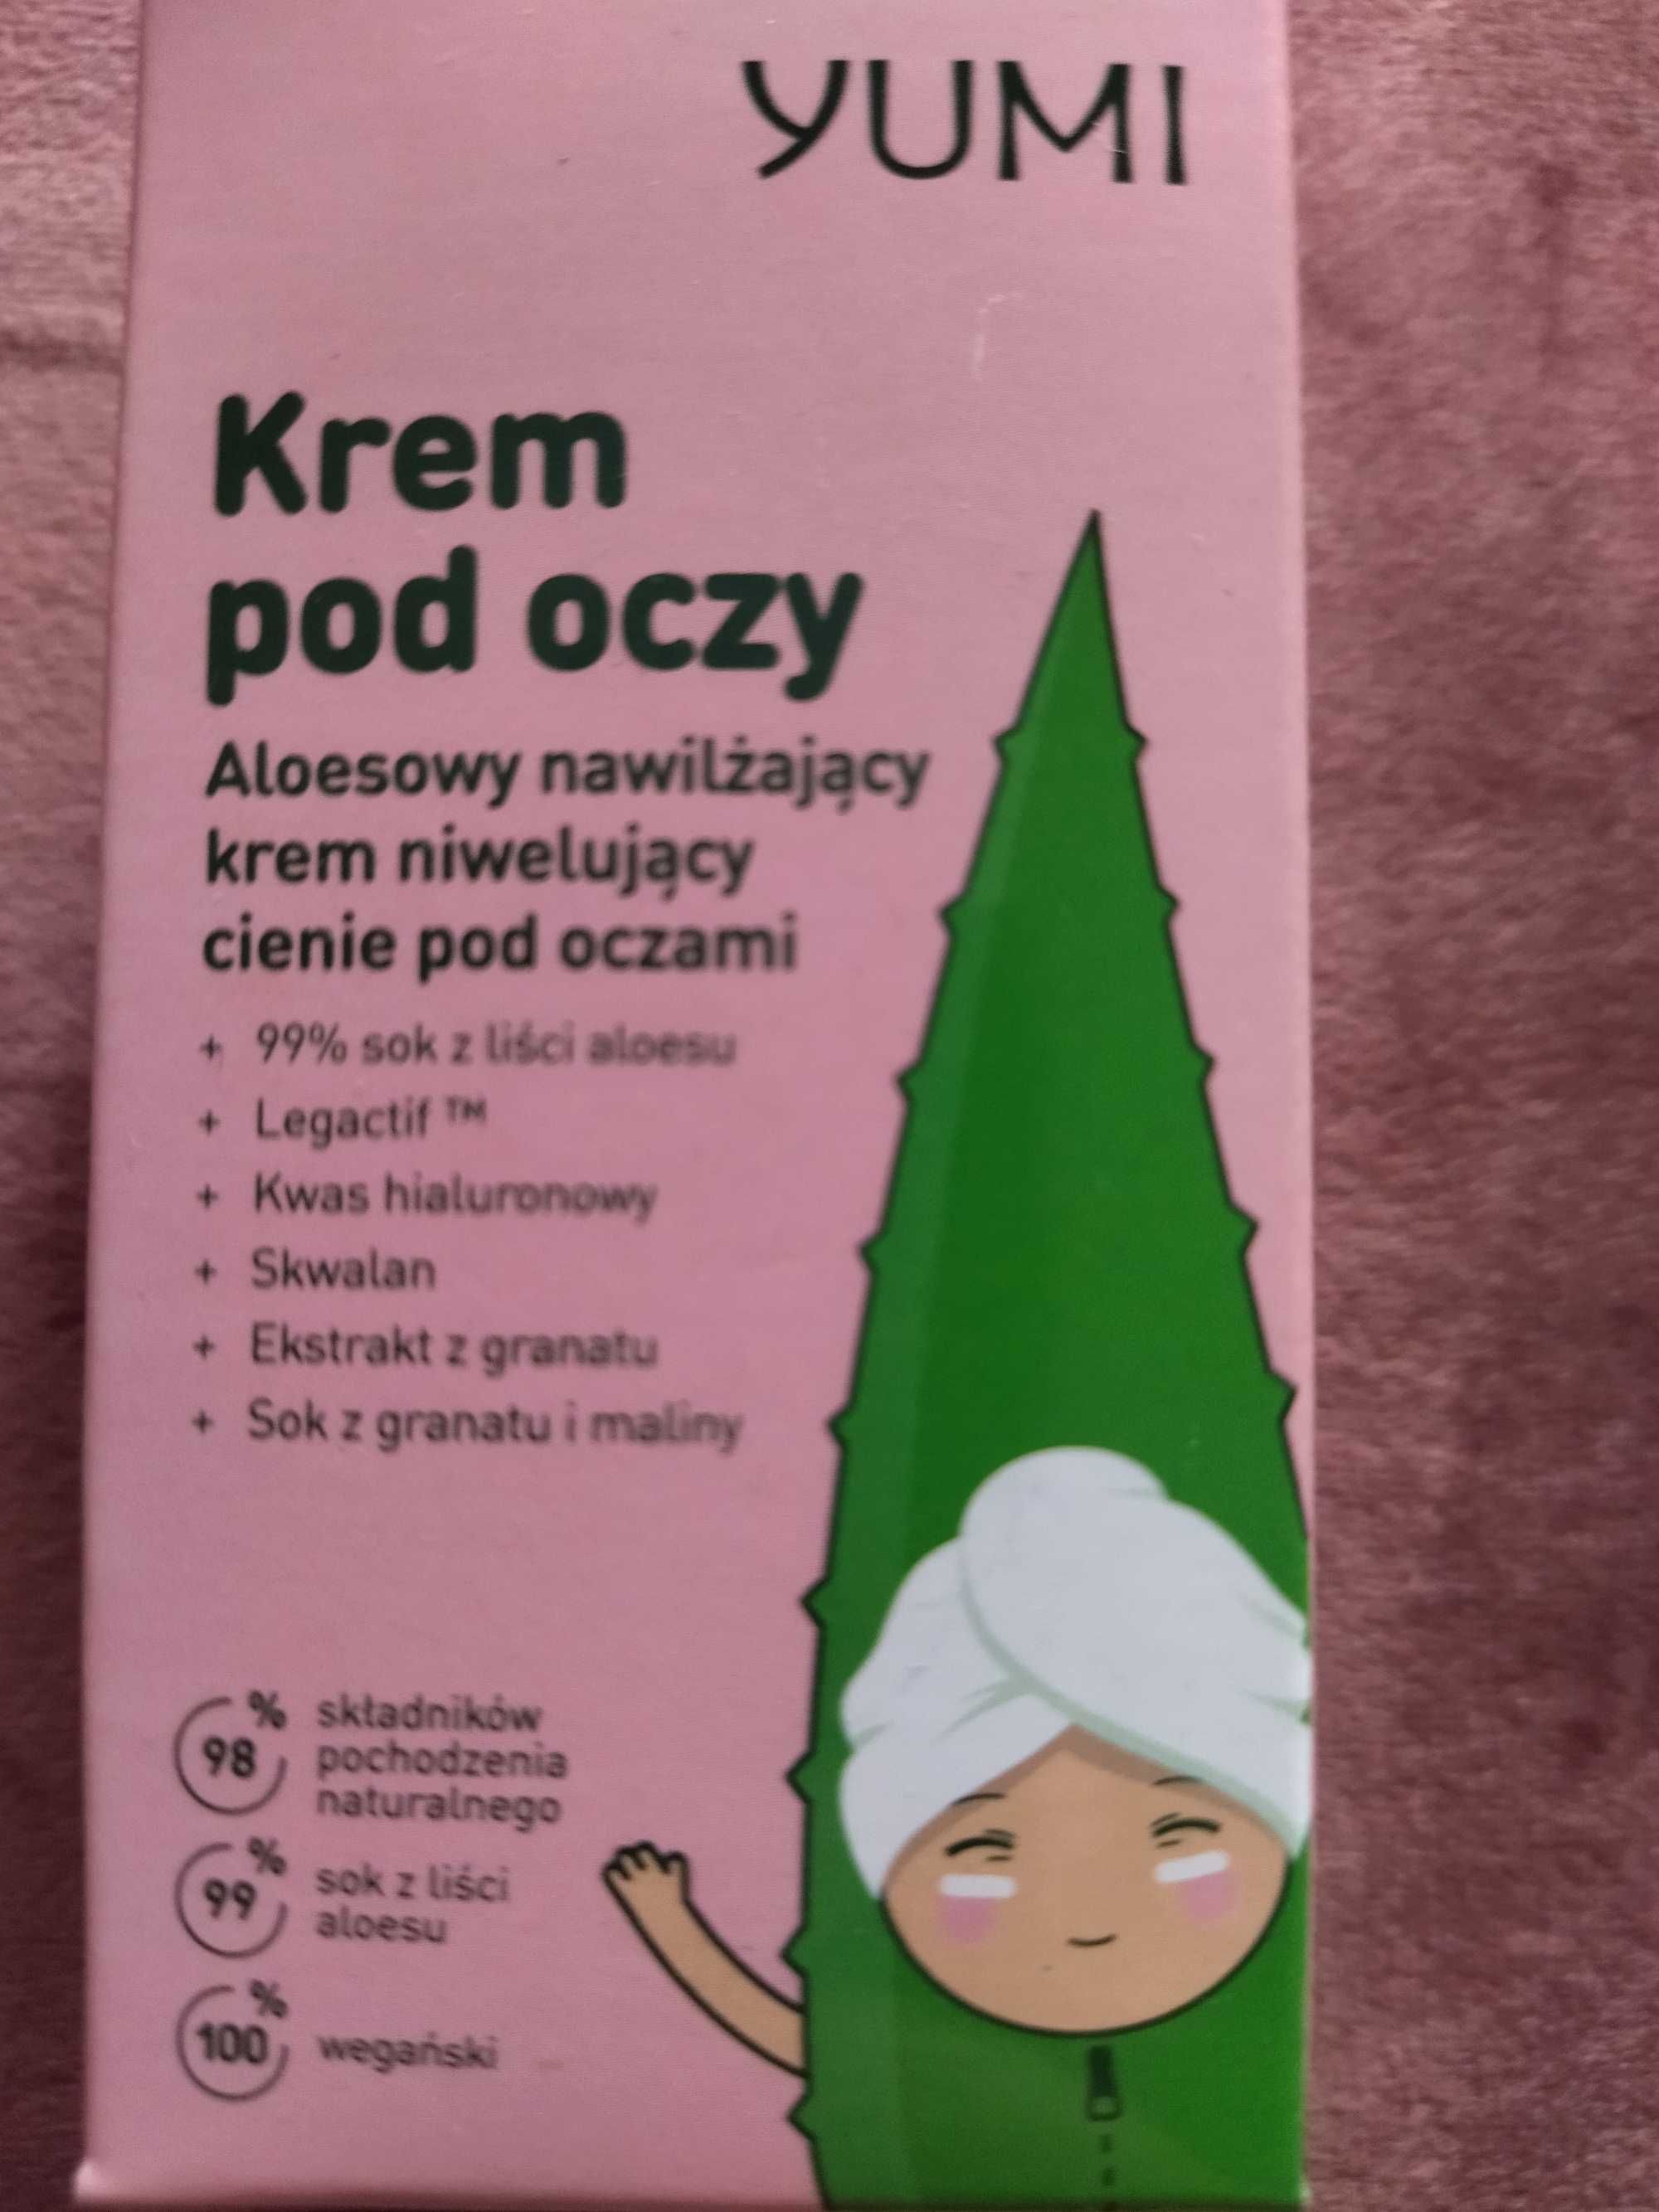 YUMI
Krem
pod oczy
Aloesowy nawilżający
krem niwelujący
cienie pod oczami
+ 99% sok z liści aloesu
+ Legactif ™
+ Kwas hialuronowy
+ Skwalan
+ Ekstrakt z granatu
+ Sok z granatu i maliny
98 % składników
pochodzenia
naturalnego
99 % sok z liści
aloesu
100 % wegański